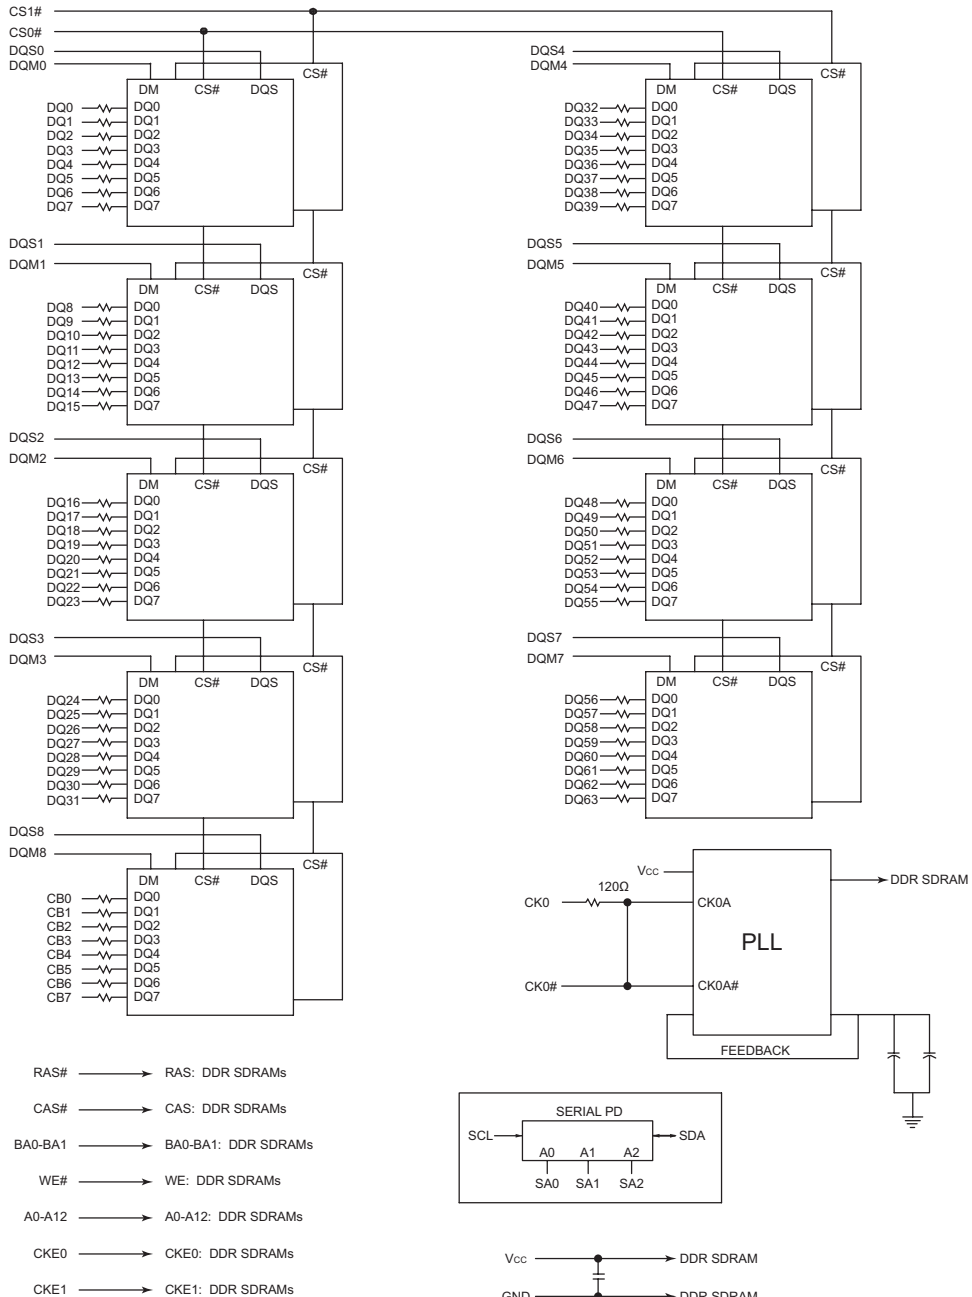 CS1#
CS0#
DQS0
DQM0
CS#
DM CS# DQS
DQ0 DQ0
DQ1 DQ1
DQ2 DQ2
DQ3 DQ3
DQ4 DQ4
DQ5 DQ5
DQ6 DQ6
DQ7 DQ7
DQS1
DQM1
CS#
DM CS# DQS
DQ8 DQ0
DQ9 DQ1
DQ10 DQ2
DQ11 DQ3
DQ12 DQ4
DQ13 DQ5
DQ14 DQ6
DQ15 DQ7
DQS2
DQM2
CS#
DM CS# DQS
DQ16 DQ0
DQ17 DQ1
DQ18 DQ2
DQ19 DQ3
DQ20 DQ4
DQ21 DQ5
DQ22 DQ6
DQ23 DQ7
DQS3
DQM3
CS#
DM CS# DQS
DQ24 DQ0
DQ25 DQ1
DQ26 DQ2
DQ27 DQ3
DQ28 DQ4
DQ29 DQ5
DQ30 DQ6
DQ31 DQ7
DQS8
DQM8
CS#
DM CS# DQS
CB0 DQ0
CB1 DQ1
CB2 DQ2
CB3 DQ3
CB4 DQ4
CB5 DQ5
CB6 DQ6
CB7 DQ7
DQS4
DQM4
CS#
DM CS# DQS
DQ32 DQ0
DQ33 DQ1
DQ34 DQ2
DQ35 DQ3
DQ36 DQ4
DQ37 DQ5
DQ38 DQ6
DQ39 DQ7
DQS5
DQM5
CS#
DM CS# DQS
DQ40 DQ0
DQ41 DQ1
DQ42 DQ2
DQ43 DQ3
DQ44 DQ4
DQ45 DQ5
DQ46 DQ6
DQ47 DQ7
DQS6
DQM6
CS#
DM CS# DQS
DQ48 DQ0
DQ49 DQ1
DQ50 DQ2
DQ51 DQ3
DQ52 DQ4
DQ53 DQ5
DQ54 DQ6
DQ55 DQ7
DQS7
DQM7
CS#
DM CS# DQS
DQ56 DQ0
DQ57 DQ1
DQ58 DQ2
DQ59 DQ3
DQ60 DQ4
DQ61 DQ5
DQ62 DQ6
DQ63 DQ7
Vcc
DDR SDRAM
120Ω
CK0 CK0A
PLL
CK0# CK0A#
FEEDBACK
RAS# RAS: DDR SDRAMs
CAS# CAS: DDR SDRAMs
BA0-BA1 BA0-BA1: DDR SDRAMs
WE# WE: DDR SDRAMs
A0-A12 A0-A12: DDR SDRAMs
CKE0 CKE0: DDR SDRAMs
CKE1 CKE1: DDR SDRAMs
SERIAL PD
SCL SDA
A0 A1 A2
SA0 SA1 SA2
Vcc DDR SDRAM
GND DDR SDRAM